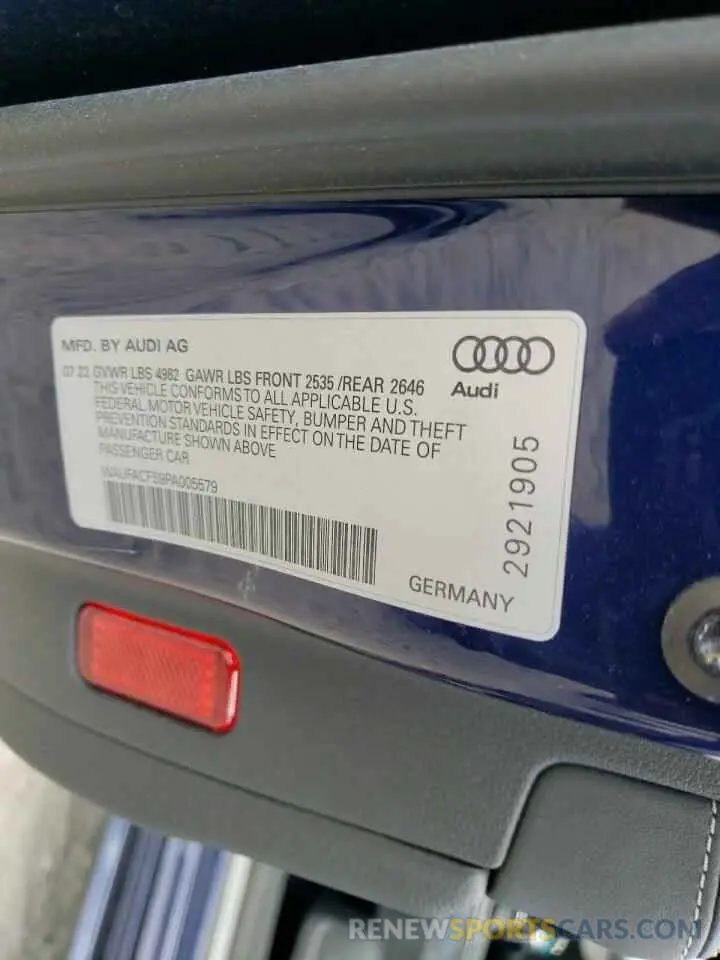 MFD. BY AUDI AG
07.22 GVWR LBS 4982 GAWR LBS FRONT 2535 /REAR 2646
THIS VEHICLE CONFORMS TO ALL APPLICABLE U.S.
FEDERAL MOTOR VEHICLE SAFETY, BUMPER AND THEFT
PREVENTION STANDARDS IN EFFECT ON THE DATE OF
MANUFACTURE SHOWN ABOVE
PASSENGER CAR
WAUFACF59PA005579
Audi
2921905
GERMANY
RENEWSPORTSCARS.COM